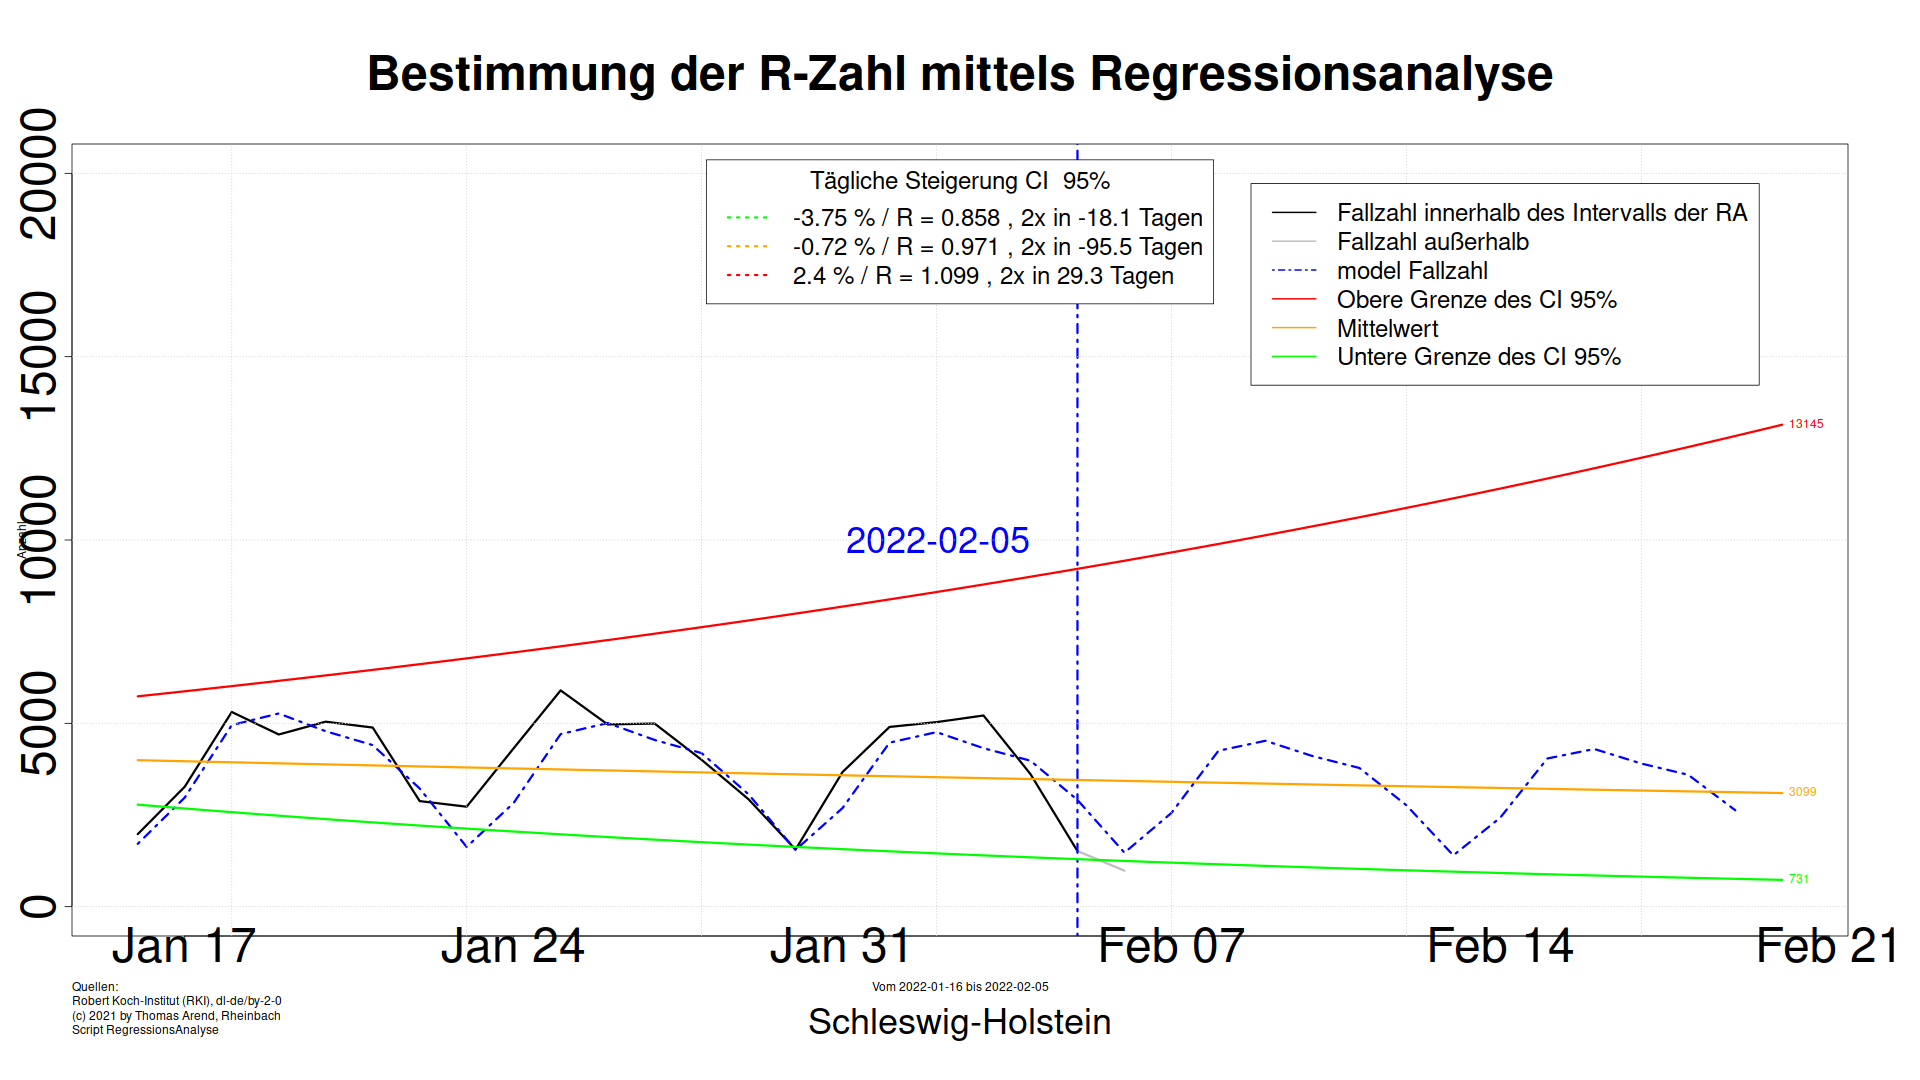 Bestimmung der R-Zahl mittels Regressionsanalyse
Tägliche Steigerung CI  95%
-3.75 % / R = 0.858 , 2x in -18.1 Tagen
-0.72 % / R = 0.971 , 2x in -95.5 Tagen
2.4 % / R = 1.099 , 2x in 29.3 Tagen
Fallzahl innerhalb des Intervalls der RA
Fallzahl außerhalb
model Fallzahl
Obere Grenze des CI 95%
Mittelwert
Untere Grenze des CI 95%
20000
15000
10000
5000
0
Anzahl
2022-02-05
13145
3099
731
Jan 17
Jan 24
Jan 31
Feb 07
Feb 14
Feb 21
Quellen:
Robert Koch-Institut (RKI), dl-de/by-2-0
(c) 2021 by Thomas Arend, Rheinbach
Script RegressionsAnalyse
Vom 2022-01-16 bis 2022-02-05
Schleswig-Holstein